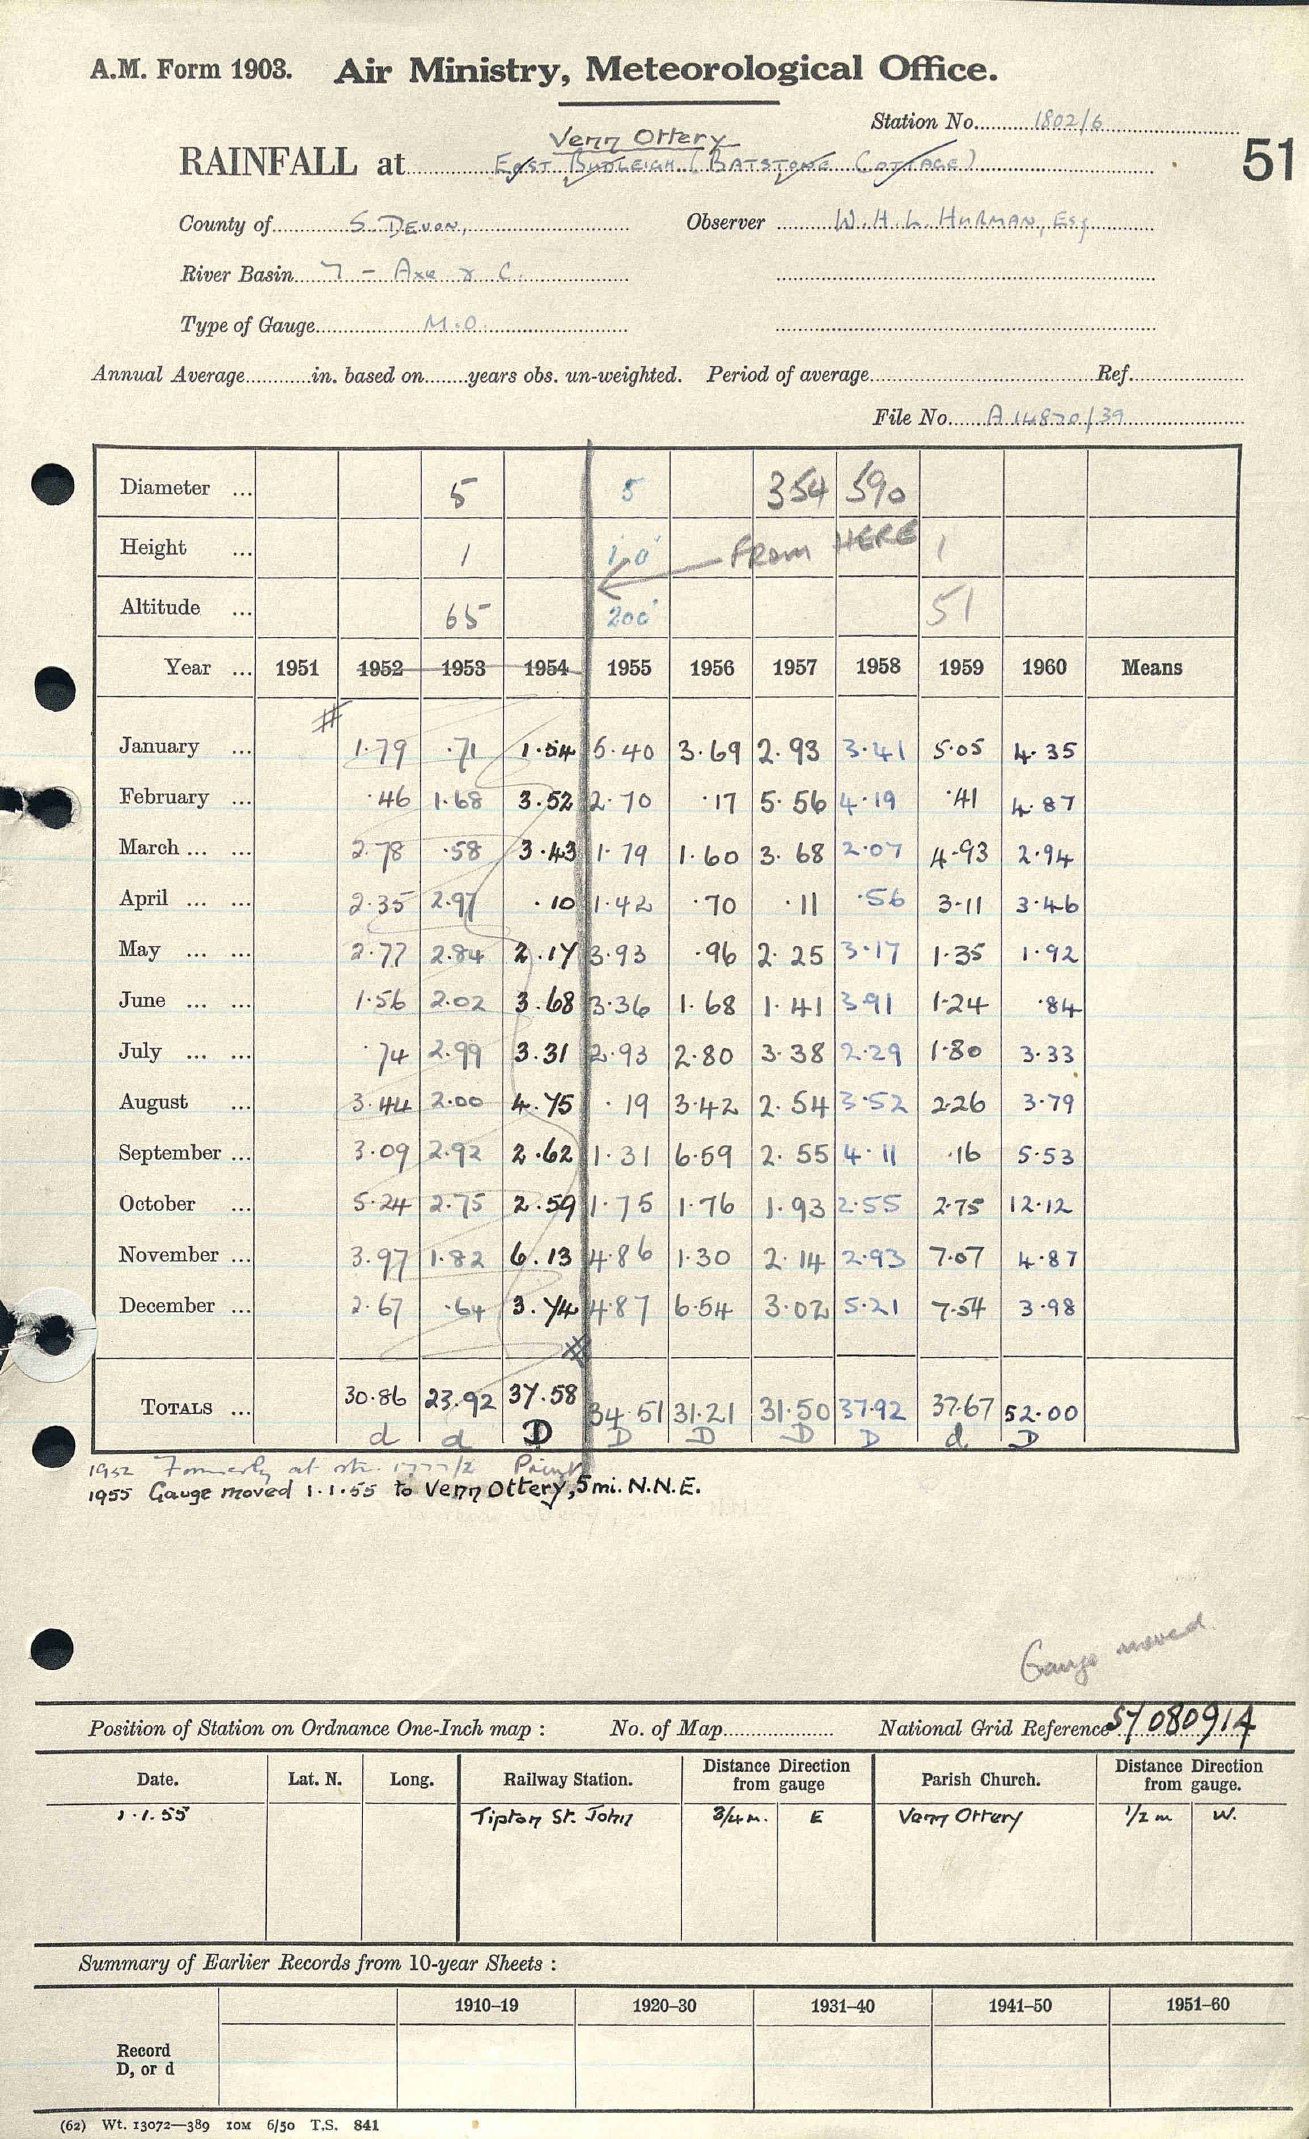 A.M. Form 1903. Air Ministry, Meteorological Office.
Station No. 1802/6
Venn Ottery
RAINFALL at East Budleigh (Batstone Cottage) 51
County of S. Devon, Observer W.H.L. Hurman, Esq
River Basin 7 - Axe & C.
Type of Gauge M.O.
Annual Average in. based on years obs. un-weighted. Period of average Ref.
File No. A14870/39
Diameter ... 5 5 354 590
Height ... 1 1.0' ← FROM HERE 1
Altitude ... 65 200' 51
Year ... 1951 1952 1953 1954 1955 1956 1957 1958 1959 1960 Means
January ... 1.79 .71 1.54 5.40 3.69 2.93 3.41 5.05 4.35
February ... .46 1.68 3.52 2.70 .17 5.56 4.19 .41 4.87
March ... ... 2.78 .58 3.43 1.79 1.60 3.68 2.07 4.93 2.94
April ... ... 2.35 2.97 .10 1.42 .70 .11 .56 3.11 3.46
May ... ... 2.77 2.84 2.17 3.93 .96 2.25 3.17 1.35 1.92
June ... ... 1.56 2.02 3.68 3.36 1.68 1.41 3.91 1.24 .84
July ... ... .74 2.99 3.31 2.93 2.80 3.38 2.29 1.80 3.33
August ... 3.44 2.00 4.75 .19 3.42 2.54 3.52 2.26 3.79
September ... 3.09 2.92 2.62 1.31 6.59 2.55 4.11 .16 5.53
October ... 5.24 2.75 2.59 1.75 1.76 1.93 2.55 2.75 12.12
November ... 3.97 1.82 6.13 4.86 1.30 2.14 2.93 7.07 4.87
December ... 2.67 .64 3.74 4.87 6.54 3.02 5.21 7.54 3.98
Totals ... 30.86 23.92 37.58 34.51 31.21 31.50 37.92 37.67 52.00
d d D D D D D d D
1952 Formerly at stn. 1777/2
1955 Gauge moved 1.1.55 to Venn Ottery, 5mi. N.N.E.
Gauge moved
Position of Station on Ordnance One-Inch map : No. of Map National Grid Reference SY 080914
Date. Lat. N. Long. Railway Station. Distance Direction from gauge Parish Church. Distance Direction from gauge.
1.1.55 Tipton St. John 3/4 m. E Venn Ottery 1/2 m W.
Summary of Earlier Records from 10-year Sheets :
1910–19 1920–30 1931–40 1941–50 1951–60
Record
D, or d
(62) Wt. 13072—389 10M 6/50 T.S. 841